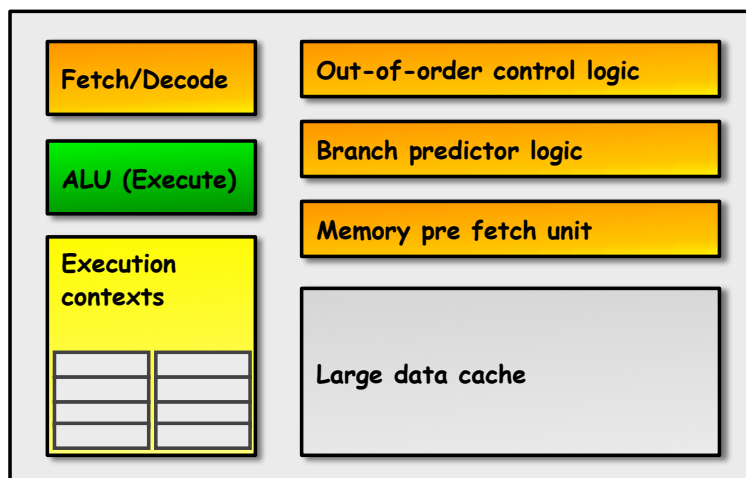 Fetch/Decode
ALU (Execute)
Execution
contexts
Out-of-order control logic
Branch predictor logic
Memory pre fetch unit
Large data cache